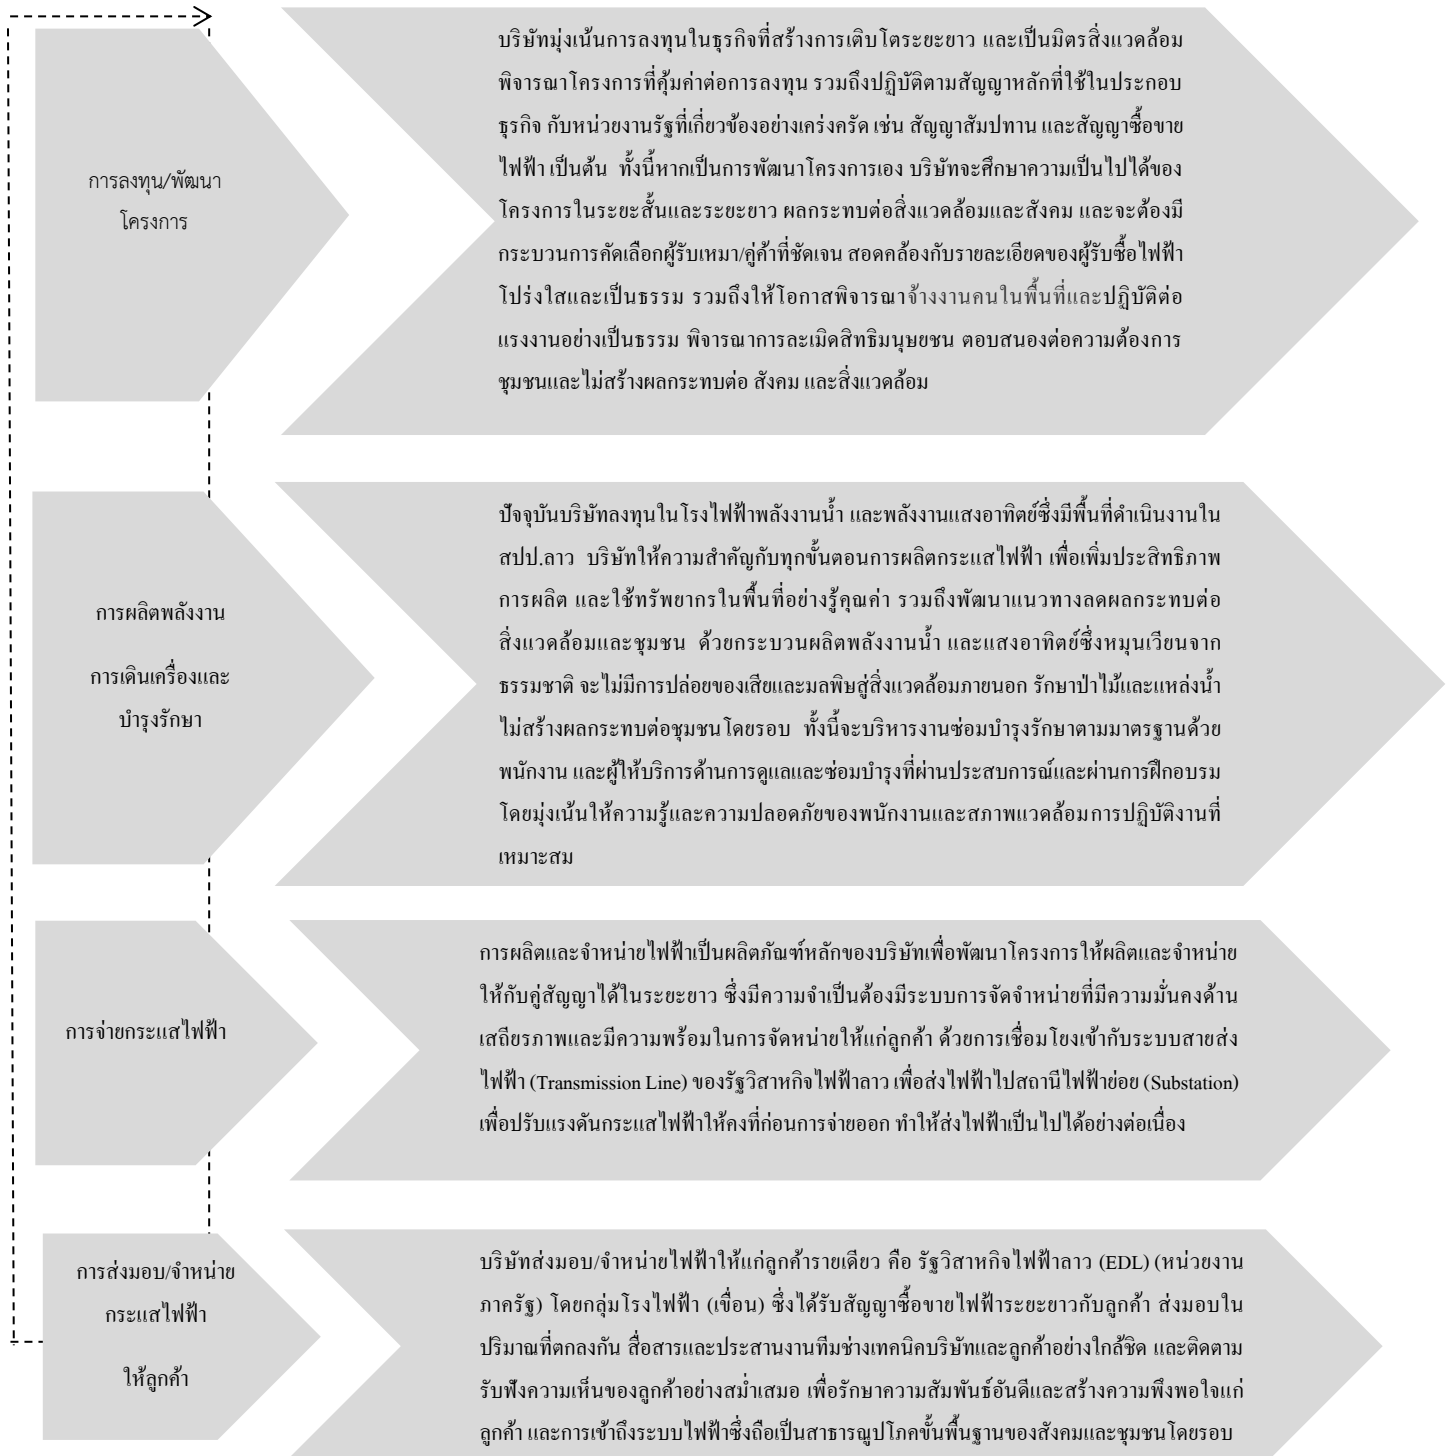 การลงทุน/พัฒนา
โครงการ
บริษัทมุ่งเน้นการลงทุนในธุรกิจที่สร้างการเติบโตระยะยาว และเป็นมิตรสิ่งแวดล้อม
พิจารณาโครงการที่คุ้มค่าต่อการลงทุน รวมถึงปฏิบัติตามสัญญาหลักที่ใช้ในประกอบ
ธุรกิจ กับหน่วยงานรัฐที่เกี่ยวข้องอย่างเคร่งครัด เช่น สัญญาสัมปทาน และสัญญาซื้อขาย
ไฟฟ้า เป็นต้น ทั้งนี้หากเป็นการพัฒนาโครงการเอง บริษัทจะศึกษาความเป็นไปได้ของ
โครงการในระยะสั้นและระยะยาว ผลกระทบต่อสิ่งแวดล้อมและสังคม และจะต้องมี
กระบวนการคัดเลือกผู้รับเหมา/คู่ค้าที่ชัดเจน สอดคล้องกับรายละเอียดของผู้รับซื้อไฟฟ้า
โปร่งใสและเป็นธรรม รวมถึงให้โอกาสพิจารณาจ้างงานคนในพื้นที่และปฏิบัติต่อ
แรงงานอย่างเป็นธรรม พิจารณาการละเมิดสิทธิมนุษยชน ตอบสนองต่อความต้องการ
ชุมชนและไม่สร้างผลกระทบต่อ สังคม และสิ่งแวดล้อม
การผลิตพลังงาน
การเดินเครื่องและ
บำรุงรักษา
ปัจจุบันบริษัทลงทุนในโรงไฟฟ้าพลังงานน้ำ และพลังงานแสงอาทิตย์ซึ่งมีพื้นที่ดำเนินงานใน
สปป.ลาว บริษัทให้ความสำคัญกับทุกขั้นตอนการผลิตกระแสไฟฟ้า เพื่อเพิ่มประสิทธิภาพ
การผลิต และใช้ทรัพยากรในพื้นที่อย่างรู้คุณค่า รวมถึงพัฒนาแนวทางลดผลกระทบต่อ
สิ่งแวดล้อมและชุมชน ด้วยกระบวนผลิตพลังงานน้ำ และแสงอาทิตย์ซึ่งหมุนเวียนจาก
ธรรมชาติ จะไม่มีการปล่อยของเสียและมลพิษสู่สิ่งแวดล้อมภายนอก รักษาป่าไม้และแหล่งน้ำ
ไม่สร้างผลกระทบต่อชุมชนโดยรอบ ทั้งนี้จะบริหารงานซ่อมบำรุงรักษาตามมาตรฐานด้วย
พนักงาน และผู้ให้บริการด้านการดูแลและซ่อมบำรุงที่ผ่านประสบการณ์และผ่านการฝึกอบรม
โดยมุ่งเน้นให้ความรู้และความปลอดภัยของพนักงานและสภาพแวดล้อมการปฏิบัติงานที่
เหมาะสม
การจ่ายกระแสไฟฟ้า
การผลิตและจำหน่ายไฟฟ้าเป็นผลิตภัณฑ์หลักของบริษัทเพื่อพัฒนาโครงการให้ผลิตและจำหน่าย
ให้กับคู่สัญญาได้ในระยะยาว ซึ่งมีความจำเป็นต้องมีระบบการจัดจำหน่ายที่มีความมั่นคงด้าน
เสถียรภาพและมีความพร้อมในการจัดหน่ายให้แก่ลูกค้า ด้วยการเชื่อมโยงเข้ากับระบบสายส่ง
ไฟฟ้า (Transmission Line) ของรัฐวิสาหกิจไฟฟ้าลาว เพื่อส่งไฟฟ้าไปสถานีไฟฟ้าย่อย (Substation)
เพื่อปรับแรงดันกระแสไฟฟ้าให้คงที่ก่อนการจ่ายออก ทำให้ส่งไฟฟ้าเป็นไปได้อย่างต่อเนื่อง
การส่งมอบ/จำหน่าย
กระแสไฟฟ้า
ให้ลูกค้า
บริษัทส่งมอบ/จำหน่ายไฟฟ้าให้แก่ลูกค้ารายเดียว คือ รัฐวิสาหกิจไฟฟ้าลาว (EDL) (หน่วยงาน
ภาครัฐ) โดยกลุ่มโรงไฟฟ้า (เขื่อน) ซึ่งได้รับสัญญาซื้อขายไฟฟ้าระยะยาวกับลูกค้า ส่งมอบใน
ปริมาณที่ตกลงกัน สื่อสารและประสานงานทีมช่างเทคนิคบริษัทและลูกค้าอย่างใกล้ชิด และติดตาม
รับฟังความเห็นของลูกค้าอย่างสม่ำเสมอ เพื่อรักษาความสัมพันธ์อันดีและสร้างความพึงพอใจแก่
ลูกค้า และการเข้าถึงระบบไฟฟ้าซึ่งถือเป็นสาธารณูปโภคขั้นพื้นฐานของสังคมและชุมชนโดยรอบ